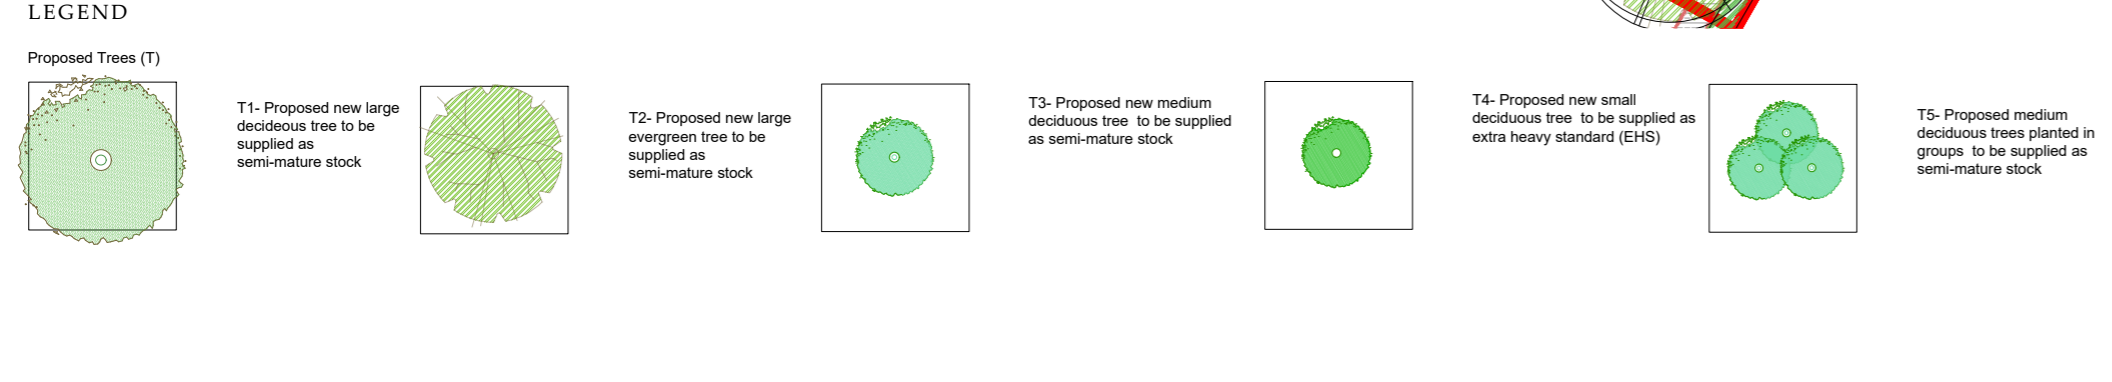 LEGEND
Proposed Trees (T)
T1- Proposed new large
decideous tree to be
supplied as
semi-mature stock
T2- Proposed new large
evergreen tree to be
supplied as
semi-mature stock
T3- Proposed new medium
deciduous tree to be supplied
as semi-mature stock
T4- Proposed new small
deciduous tree to be supplied as
extra heavy standard (EHS)
T5- Proposed medium
deciduous trees planted in
groups to be supplied as
semi-mature stock